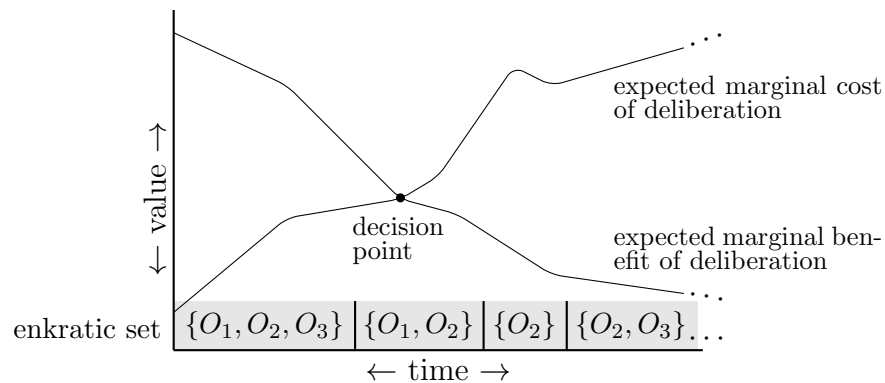 expected marginal cost
of deliberation
← value →
decision
point
expected marginal ben-
efit of deliberation
enkratic set {O₁, O₂, O₃} {O₁, O₂} {O₂} {O₂, O₃} ...
← time →